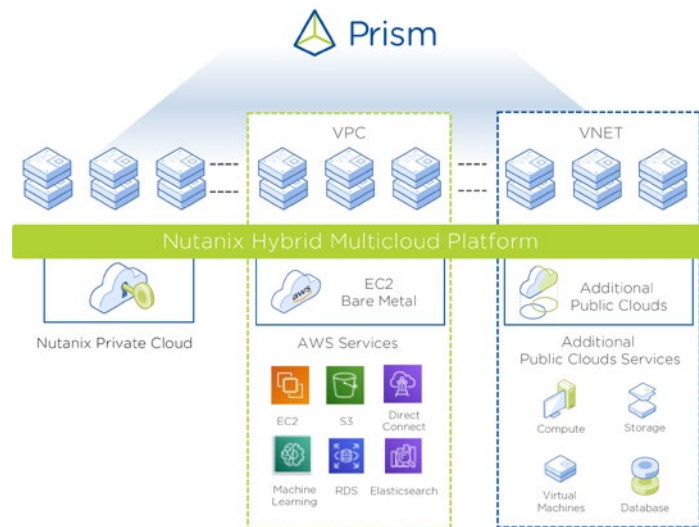 Prism
VPC
VNET
Nutanix Hybrid Multicloud Platform
aws
EC2
Bare Metal
Additional
Public Clouds
Nutanix Private Cloud
AWS Services
Additional
Public Clouds Services
EC2
S3
Direct
Connect
Compute
Storage
Machine
Learning
RDS
Elasticsearch
Virtual
Machines
Database